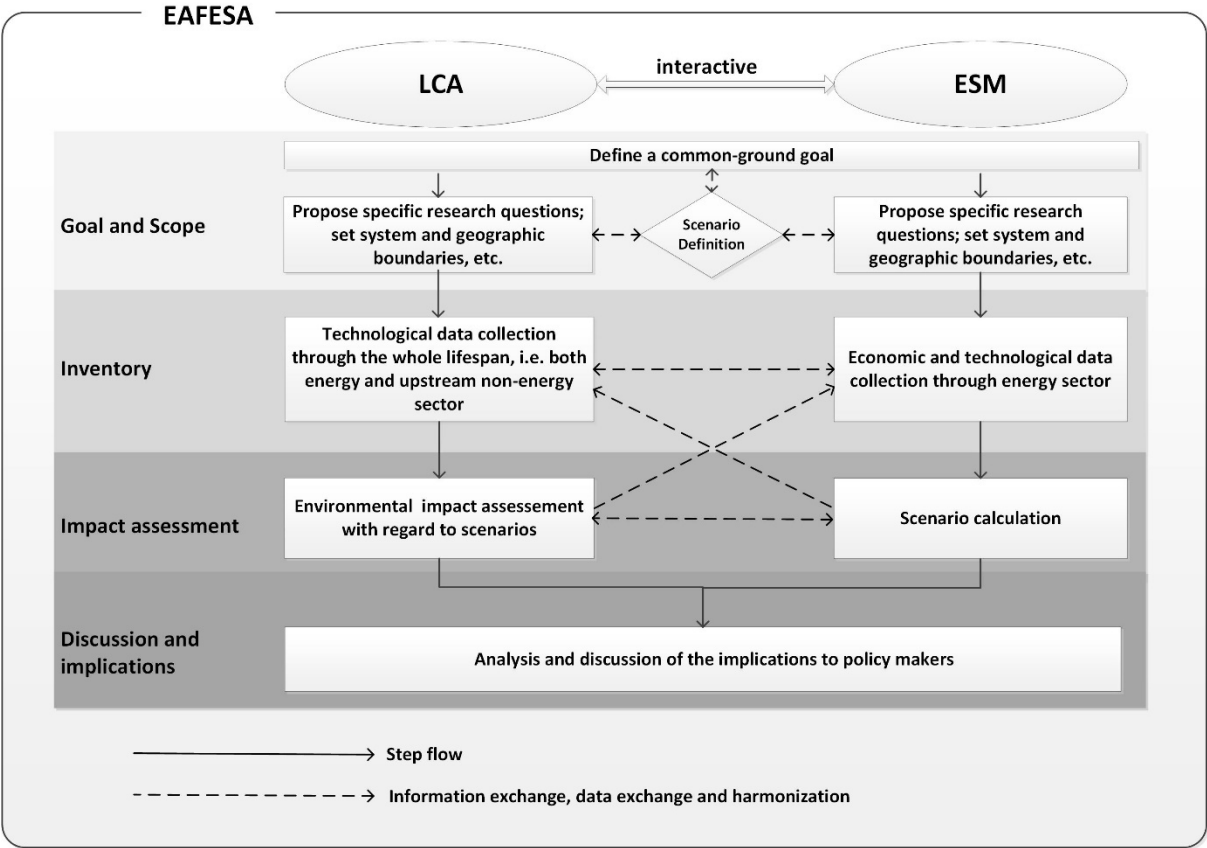 EAFESA
LCA
interactive
ESM
Define a common-ground goal
Goal and Scope
Propose specific research questions;
set system and geographic
boundaries, etc.
Scenario
Definition
Propose specific research
questions; set system and
geographic boundaries, etc.
Inventory
Technological data collection
through the whole lifespan, i.e. both
energy and upstream non-energy
sector
Economic and technological data
collection through energy sector
Impact assessment
Environmental impact assessement
with regard to scenarios
Scenario calculation
Discussion and
implications
Analysis and discussion of the implications to policy makers
Step flow
Information exchange, data exchange and harmonization